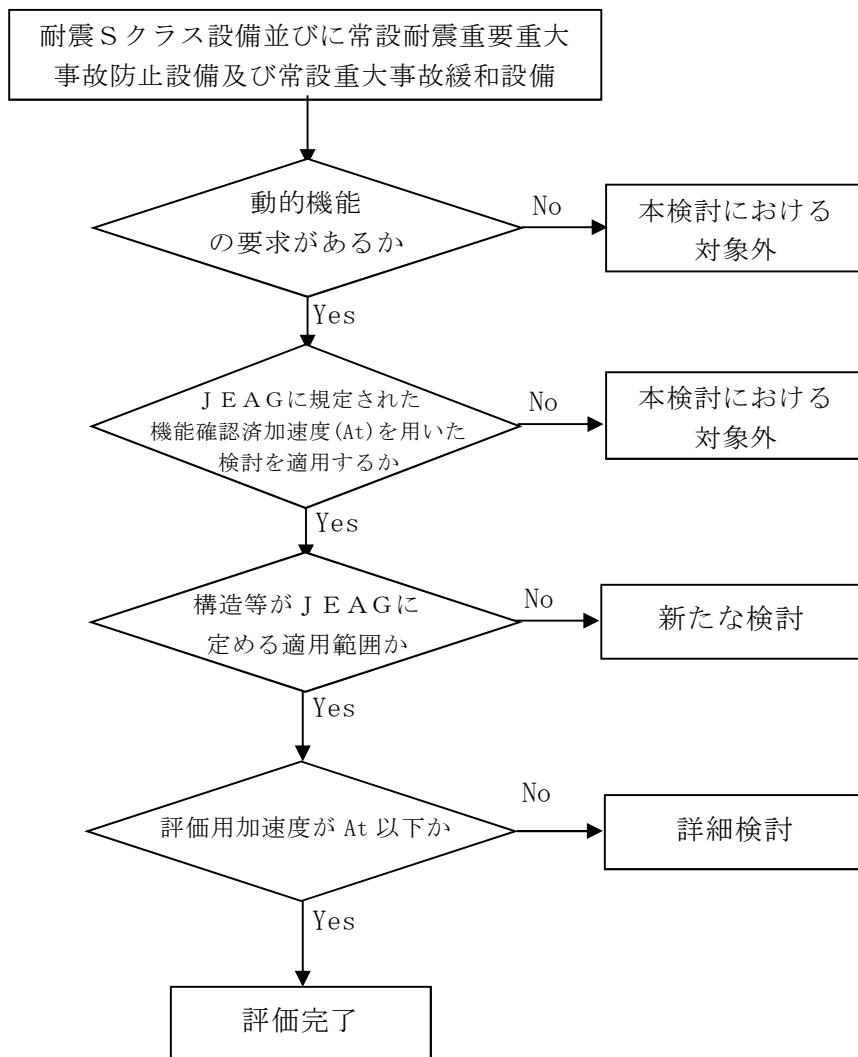 耐震Ｓクラス設備並びに常設耐震重要重大
事故防止設備及び常設重大事故緩和設備
動的機能
の要求があるか
No
本検討における
対象外
Yes
ＪＥＡＧに規定された
機能確認済加速度(At)を用いた
検討を適用するか
No
本検討における
対象外
Yes
構造等がＪＥＡＧに
定める適用範囲か
No
新たな検討
Yes
評価用加速度が At 以下か
No
詳細検討
Yes
評価完了